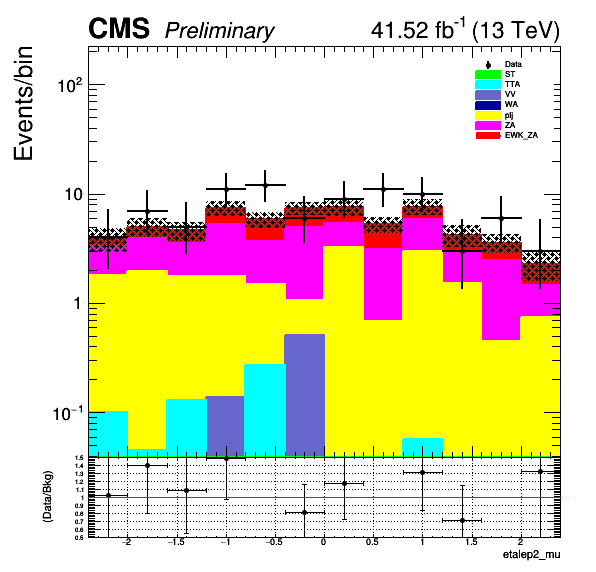 CMS Preliminary 41.52 fb-1 (13 TeV)
Events/bin
10^2
10
1
10^-1
Data
ST
TTA
VV
WA
plj
ZA
EWK_ZA
(Data/Bkg)
1.5
1.4
1.3
1.2
1.1
1
0.9
0.8
0.7
0.6
0.5
−2 −1.5 −1 −0.5 0 0.5 1 1.5 2
etalep2_mu